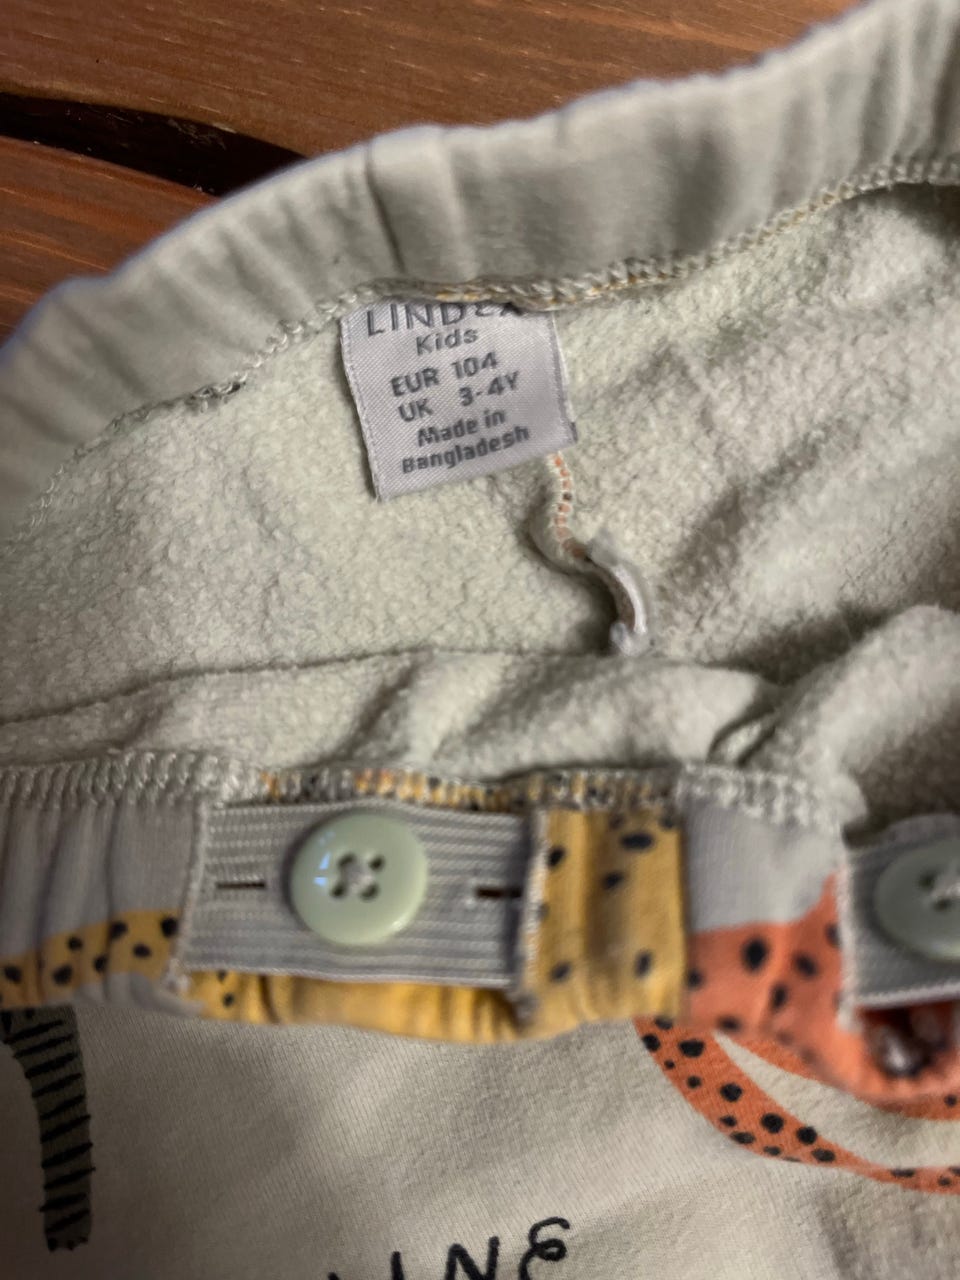 LINDEX
Kids
EUR 104
UK 3-4Y
Made in
Bangladesh